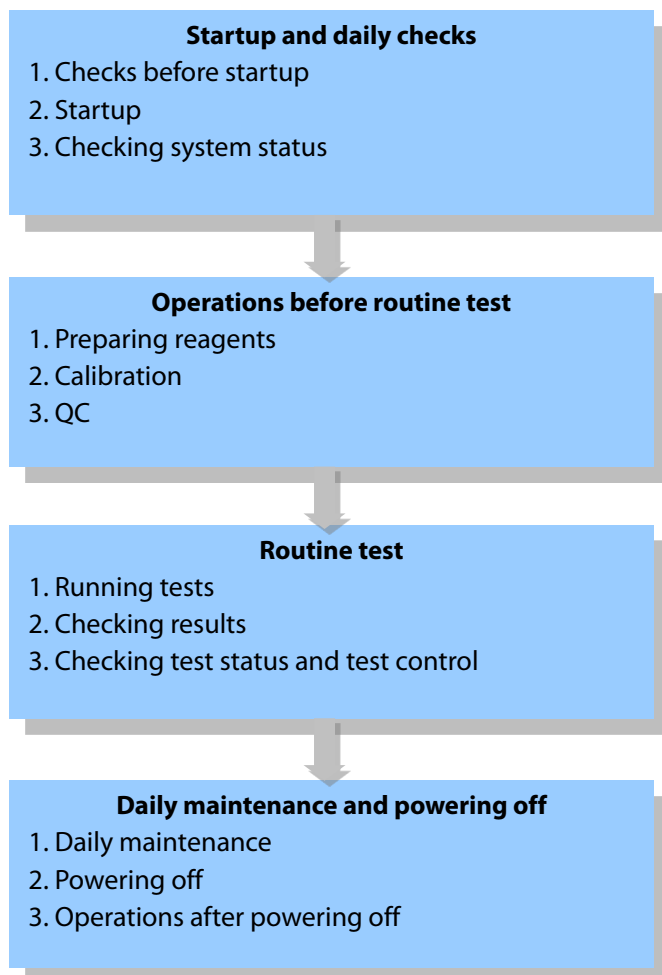 Startup and daily checks
1. Checks before startup
2. Startup
3. Checking system status
Operations before routine test
1. Preparing reagents
2. Calibration
3. QC
Routine test
1. Running tests
2. Checking results
3. Checking test status and test control
Daily maintenance and powering off
1. Daily maintenance
2. Powering off
3. Operations after powering off